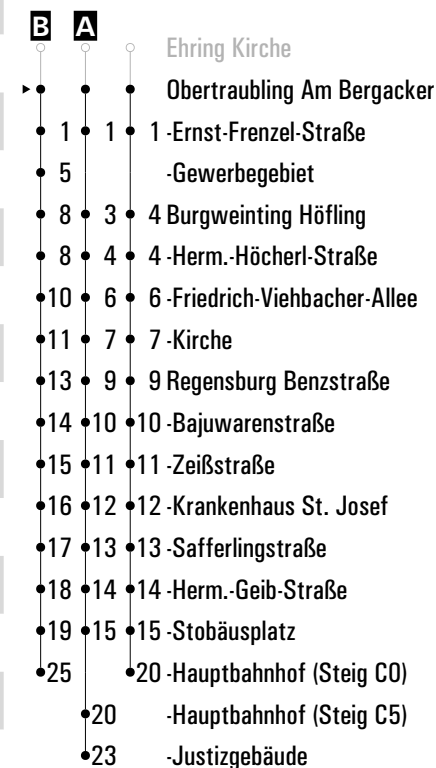 B A
Ehring Kirche
Obertraubling Am Bergacker
1 1 1 -Ernst-Frenzel-Straße
5 -Gewerbegebiet
8 3 4 Burgweinting Höfling
8 4 4 -Herm.-Höcherl-Straße
10 6 6 -Friedrich-Viehbacher-Allee
11 7 7 -Kirche
13 9 9 Regensburg Benzstraße
14 10 10 -Bajuwarenstraße
15 11 11 -Zeißstraße
16 12 12 -Krankenhaus St. Josef
17 13 13 -Safferlingstraße
18 14 14 -Herm.-Geib-Straße
19 15 15 -Stobäusplatz
25 20 -Hauptbahnhof (Steig C0)
20 -Hauptbahnhof (Steig C5)
23 -Justizgebäude